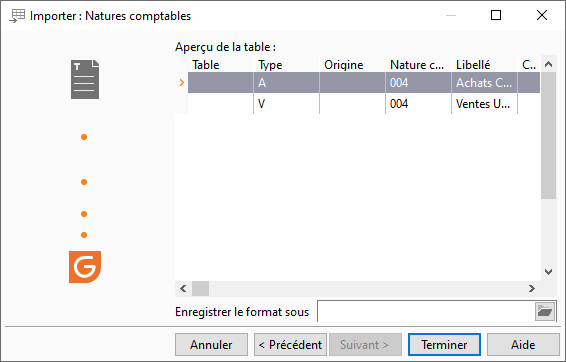 Importer : Natures comptables
Aperçu de la table :
Table Type Origine Nature c... Libellé C..
A 004 Achats C...
V 004 Ventes U...
Enregistrer le format sous
Annuler < Précédent Suivant > Terminer Aide